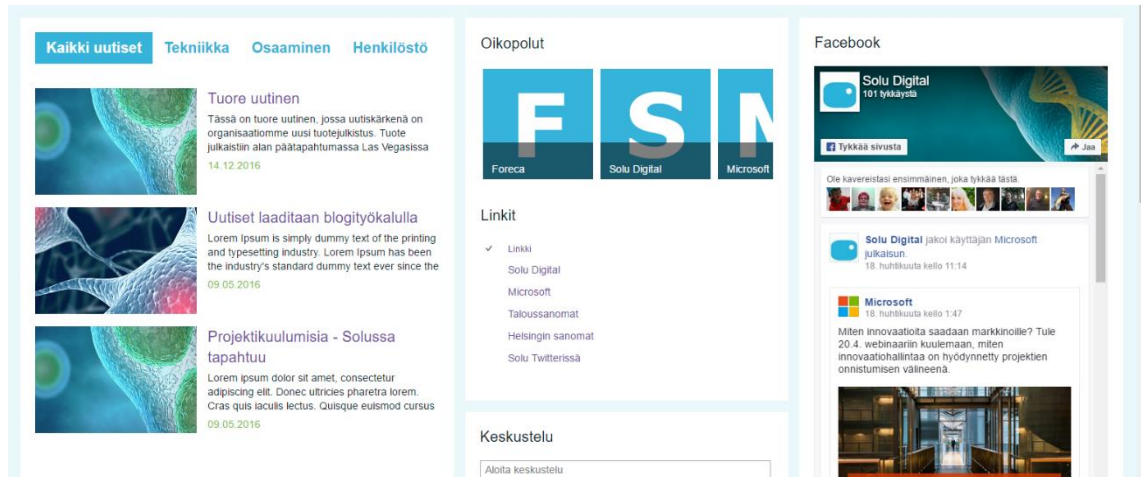 Kaikki uutiset Tekniikka Osaaminen Henkilöstö
Tuore uutinen
Tässä on tuore uutinen, jossa uutiskärkenä on
organisaatiomme uusi tuotejulkistus. Tuote
julkaistiin alan päätapahtumassa Las Vegasissa
14.12.2016
Uutiset laaditaan blogityökalulla
Lorem Ipsum is simply dummy text of the printing
and typesetting industry. Lorem Ipsum has been
the industry's standard dummy text ever since the
09.05.2016
Projektikuulumisia - Solussa
tapahtuu
Lorem ipsum dolor sit amet, consectetur
adipiscing elit. Donec ultricies pharetra lorem.
Cras quis iaculis lectus. Quisque euismod cursus
09.05.2016
Oikopolut
F S M
Foreca Solu Digital Microsoft
Linkit
Linkki
Solu Digital
Microsoft
Taloussanomat
Helsingin sanomat
Solu Twitterissä
Keskustelu
Aloita keskustelu
Facebook
Solu Digital
101 tykkäystä
Tykkää sivusta Jaa
Ole kavereistasi ensimmäinen, joka tykkää tästä.
Solu Digital jakoi käyttäjän Microsoft
julkaisun.
18. huhtikuuta kello 11:14
Microsoft
18. huhtikuuta kello 1:47
Miten innovaatioita saadaan markkinoille? Tule
20.4. webinaariin kuulemaan, miten
innovaatiohallintaa on hyödynnetty projektien
onnistumisen välineenä.